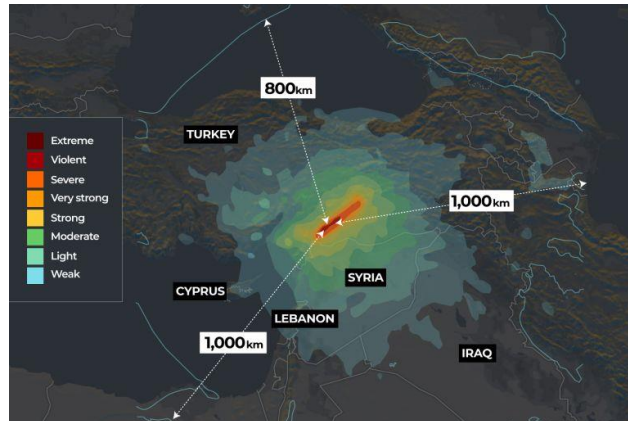 800km
TURKEY
Extreme
Violent
Severe
Very strong
Strong
Moderate
Light
Weak
1,000km
SYRIA
CYPRUS
LEBANON
1,000km
IRAQ